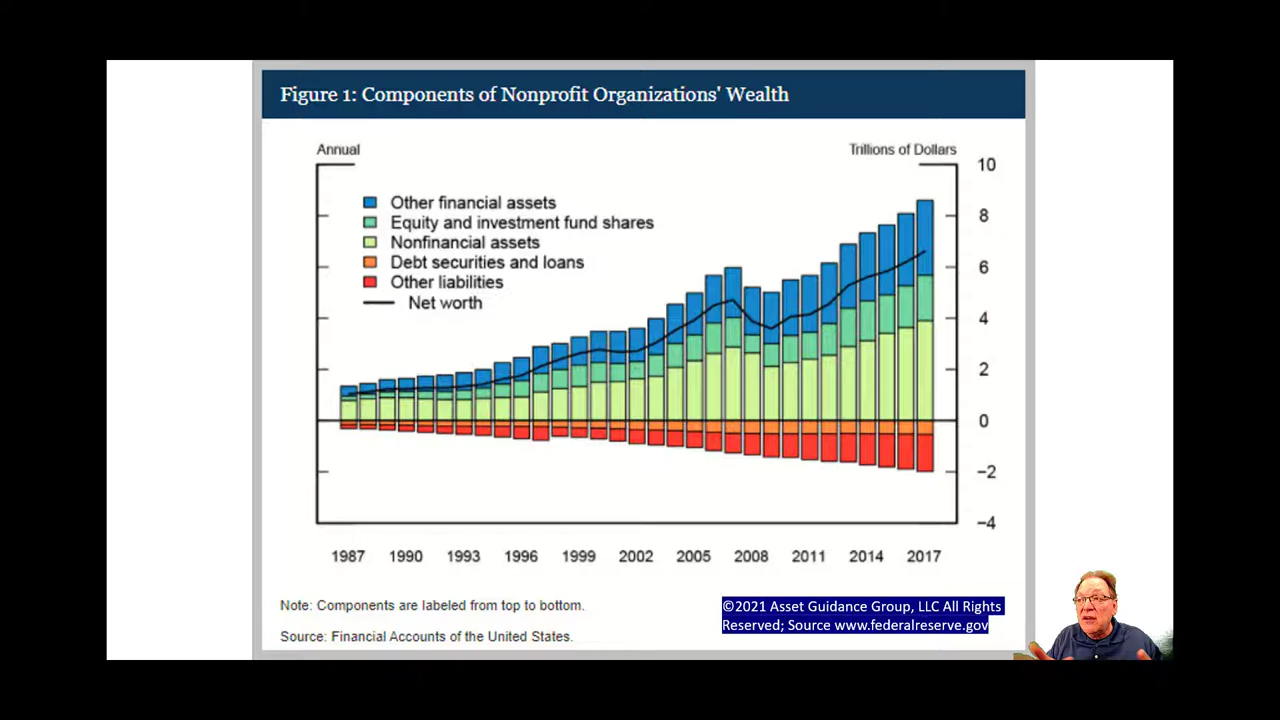 Figure 1: Components of Nonprofit Organizations' Wealth
Annual
Trillions of Dollars
10
8
6
4
2
0
−2
−4
Other financial assets
Equity and investment fund shares
Nonfinancial assets
Debt securities and loans
Other liabilities
Net worth
1987 1990 1993 1996 1999 2002 2005 2008 2011 2014 2017
Note: Components are labeled from top to bottom.
Source: Financial Accounts of the United States.
©2021 Asset Guidance Group, LLC All Rights
Reserved; Source www.federalreserve.gov